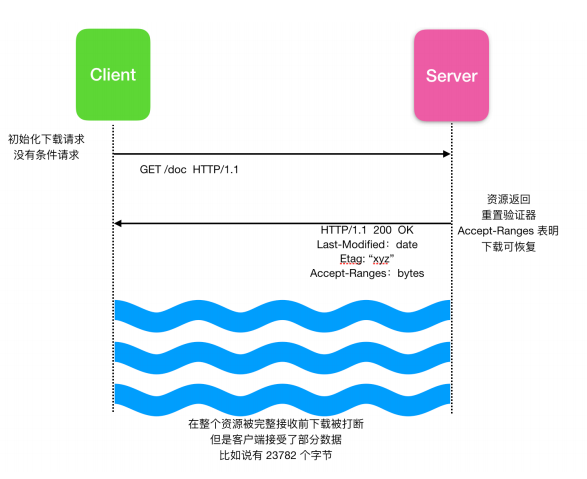 Client
Server
初始化下载请求
没有条件请求
GET /doc HTTP/1.1
资源返回
重置验证器
Accept-Ranges 表明
下载可恢复
HTTP/1.1 200 OK
Last-Modified: date
Etag: “xyz”
Accept-Ranges: bytes
在整个资源被完整接收前下载被打断
但是客户端接受了部分数据
比如说有 23782 个字节